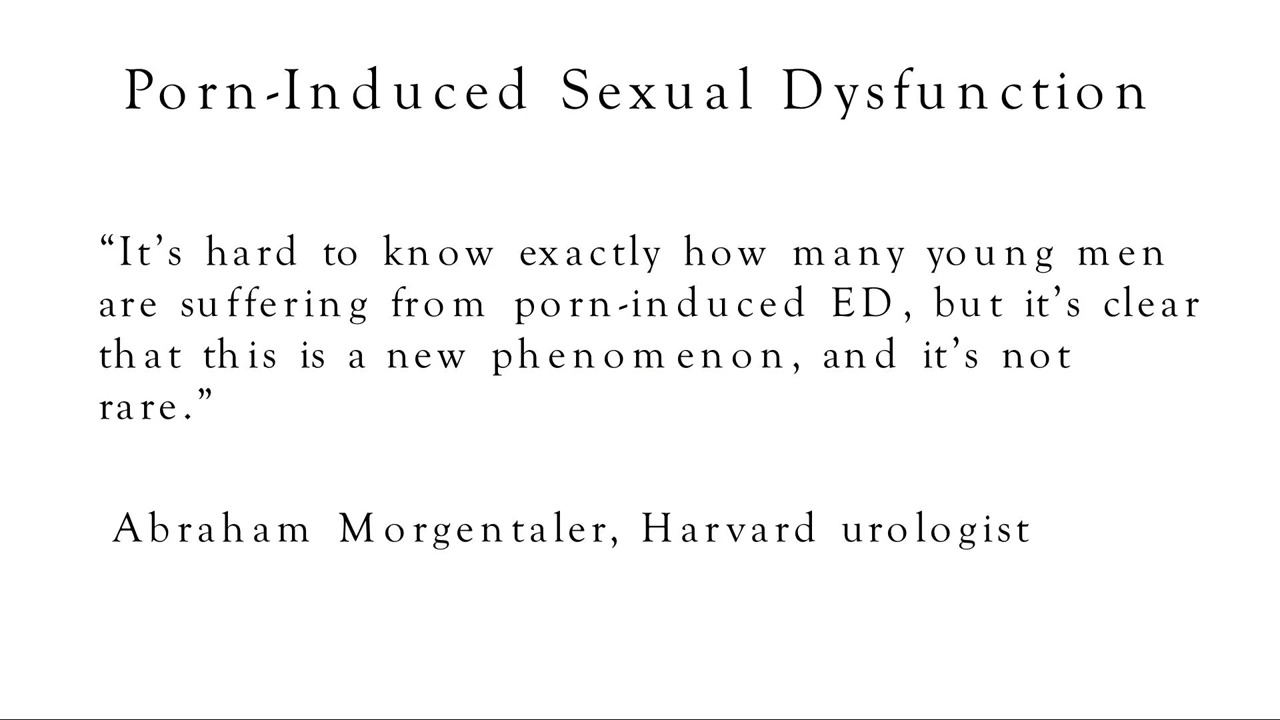 Porn-Induced Sexual Dysfunction
“It’s hard to know exactly how many young men
are suffering from porn-induced ED, but it’s clear
that this is a new phenomenon, and it’s not
rare.”
Abraham Morgentaler, Harvard urologist